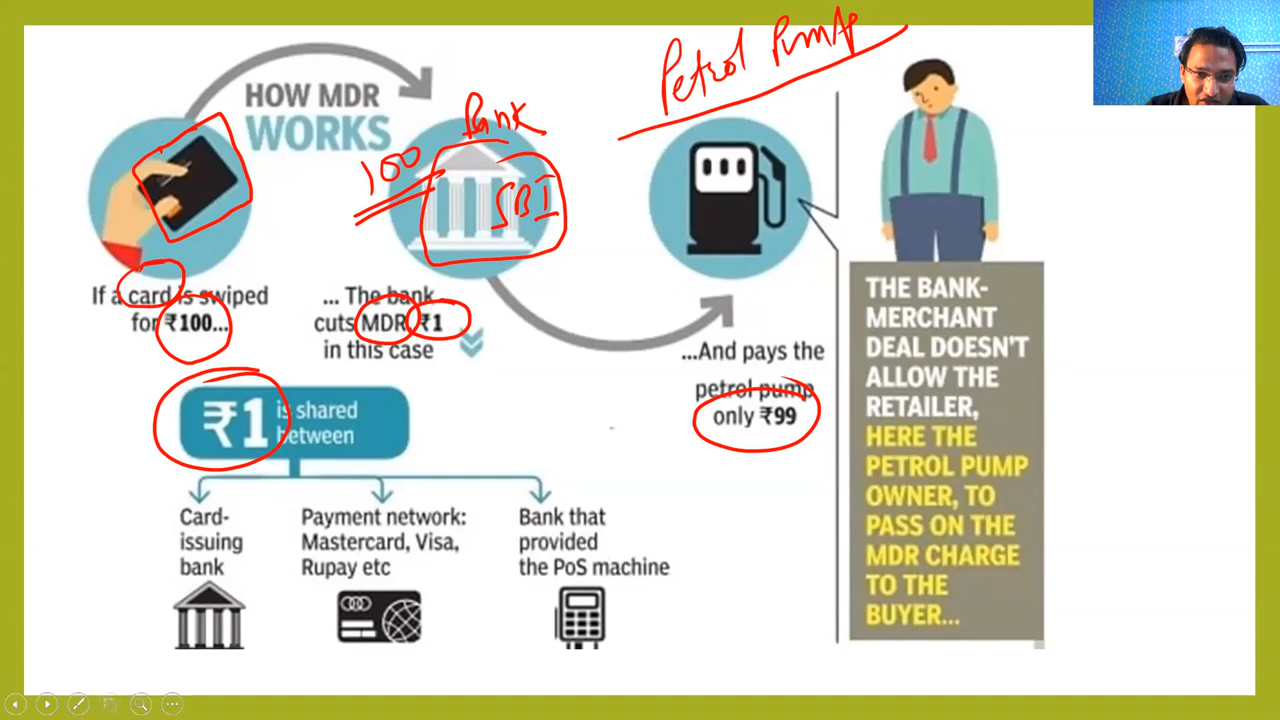 Petrol Pump
HOW MDR
WORKS
Bank
100
SBI
If a card is swiped
for ₹100...
... The bank
cuts MDR ₹1
in this case
...And pays the
petrol pump
only ₹99
₹1 is shared
between
Card-
issuing
bank
Payment network:
Mastercard, Visa,
Rupay etc
Bank that
provided
the PoS machine
THE BANK-
MERCHANT
DEAL DOESN'T
ALLOW THE
RETAILER,
HERE THE
PETROL PUMP
OWNER, TO
PASS ON THE
MDR CHARGE
TO THE
BUYER...